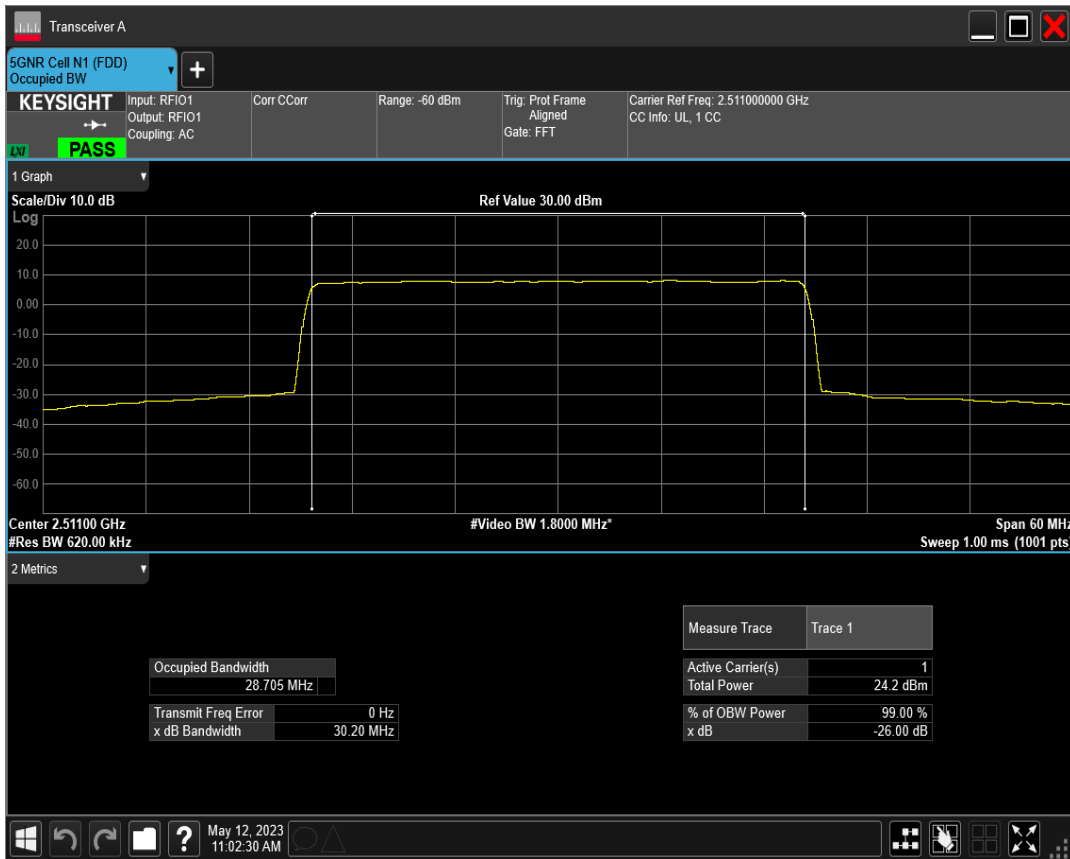 Transceiver A
5GNR Cell N1 (FDD)
Occupied BW
+
KEYSIGHT
LXI
PASS
Input: RFIO1
Output: RFIO1
Coupling: AC
Corr CCorr
Range: -60 dBm
Trig: Prot Frame
Aligned
Gate: FFT
Carrier Ref Freq: 2.511000000 GHz
CC Info: UL, 1 CC
1 Graph
Scale/Div 10.0 dB
Ref Value 30.00 dBm
Log
20.0
10.0
0.00
-10.0
-20.0
-30.0
-40.0
-50.0
-60.0
Center 2.51100 GHz
#Video BW 1.8000 MHz*
Span 60 MHz
#Res BW 620.00 kHz
Sweep 1.00 ms (1001 pts)
2 Metrics
Measure Trace Trace 1
Occupied Bandwidth
28.705 MHz
Active Carrier(s) 1
Total Power 24.2 dBm
Transmit Freq Error 0 Hz
x dB Bandwidth 30.20 MHz
% of OBW Power 99.00 %
x dB -26.00 dB
?
May 12, 2023
11:02:30 AM